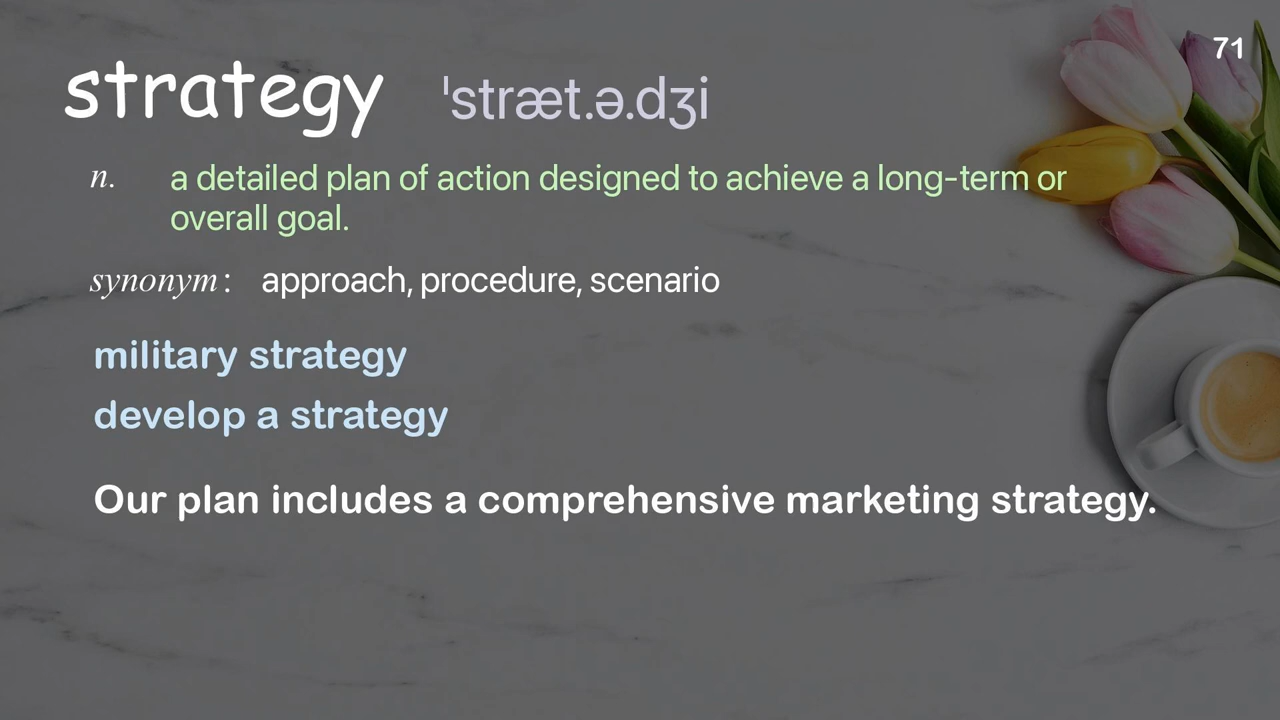 71
strategy ˈstræt.ə.dʒi
n. a detailed plan of action designed to achieve a long-term or
overall goal.
synonym: approach, procedure, scenario
military strategy
develop a strategy
Our plan includes a comprehensive marketing strategy.